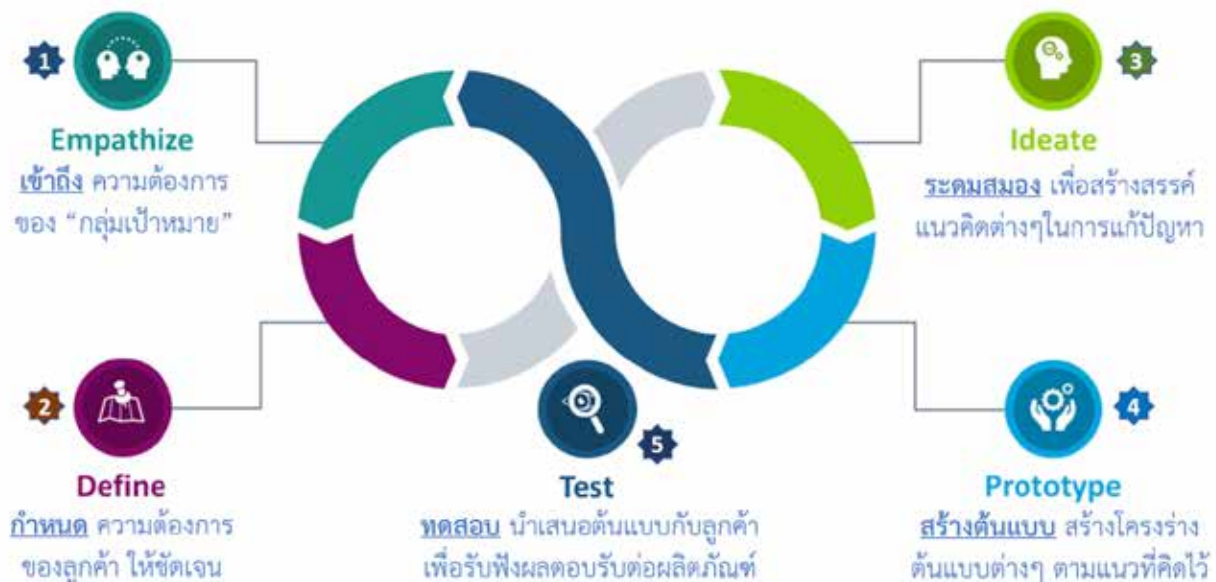 1
Empathize
เข้าถึง ความต้องการ
ของ “กลุ่มเป้าหมาย”
2
Define
กำหนด ความต้องการ
ของลูกค้า ให้ชัดเจน
3
Ideate
ระดมสมอง เพื่อสร้างสรรค์
แนวคิดต่างๆในการแก้ปัญหา
4
Prototype
สร้างต้นแบบ สร้างโครงร่าง
ต้นแบบต่างๆ ตามแนวที่คิดไว้
5
Test
ทดสอบ นำเสนอต้นแบบกับลูกค้า
เพื่อรับฟังผลตอบรับต่อผลิตภัณฑ์